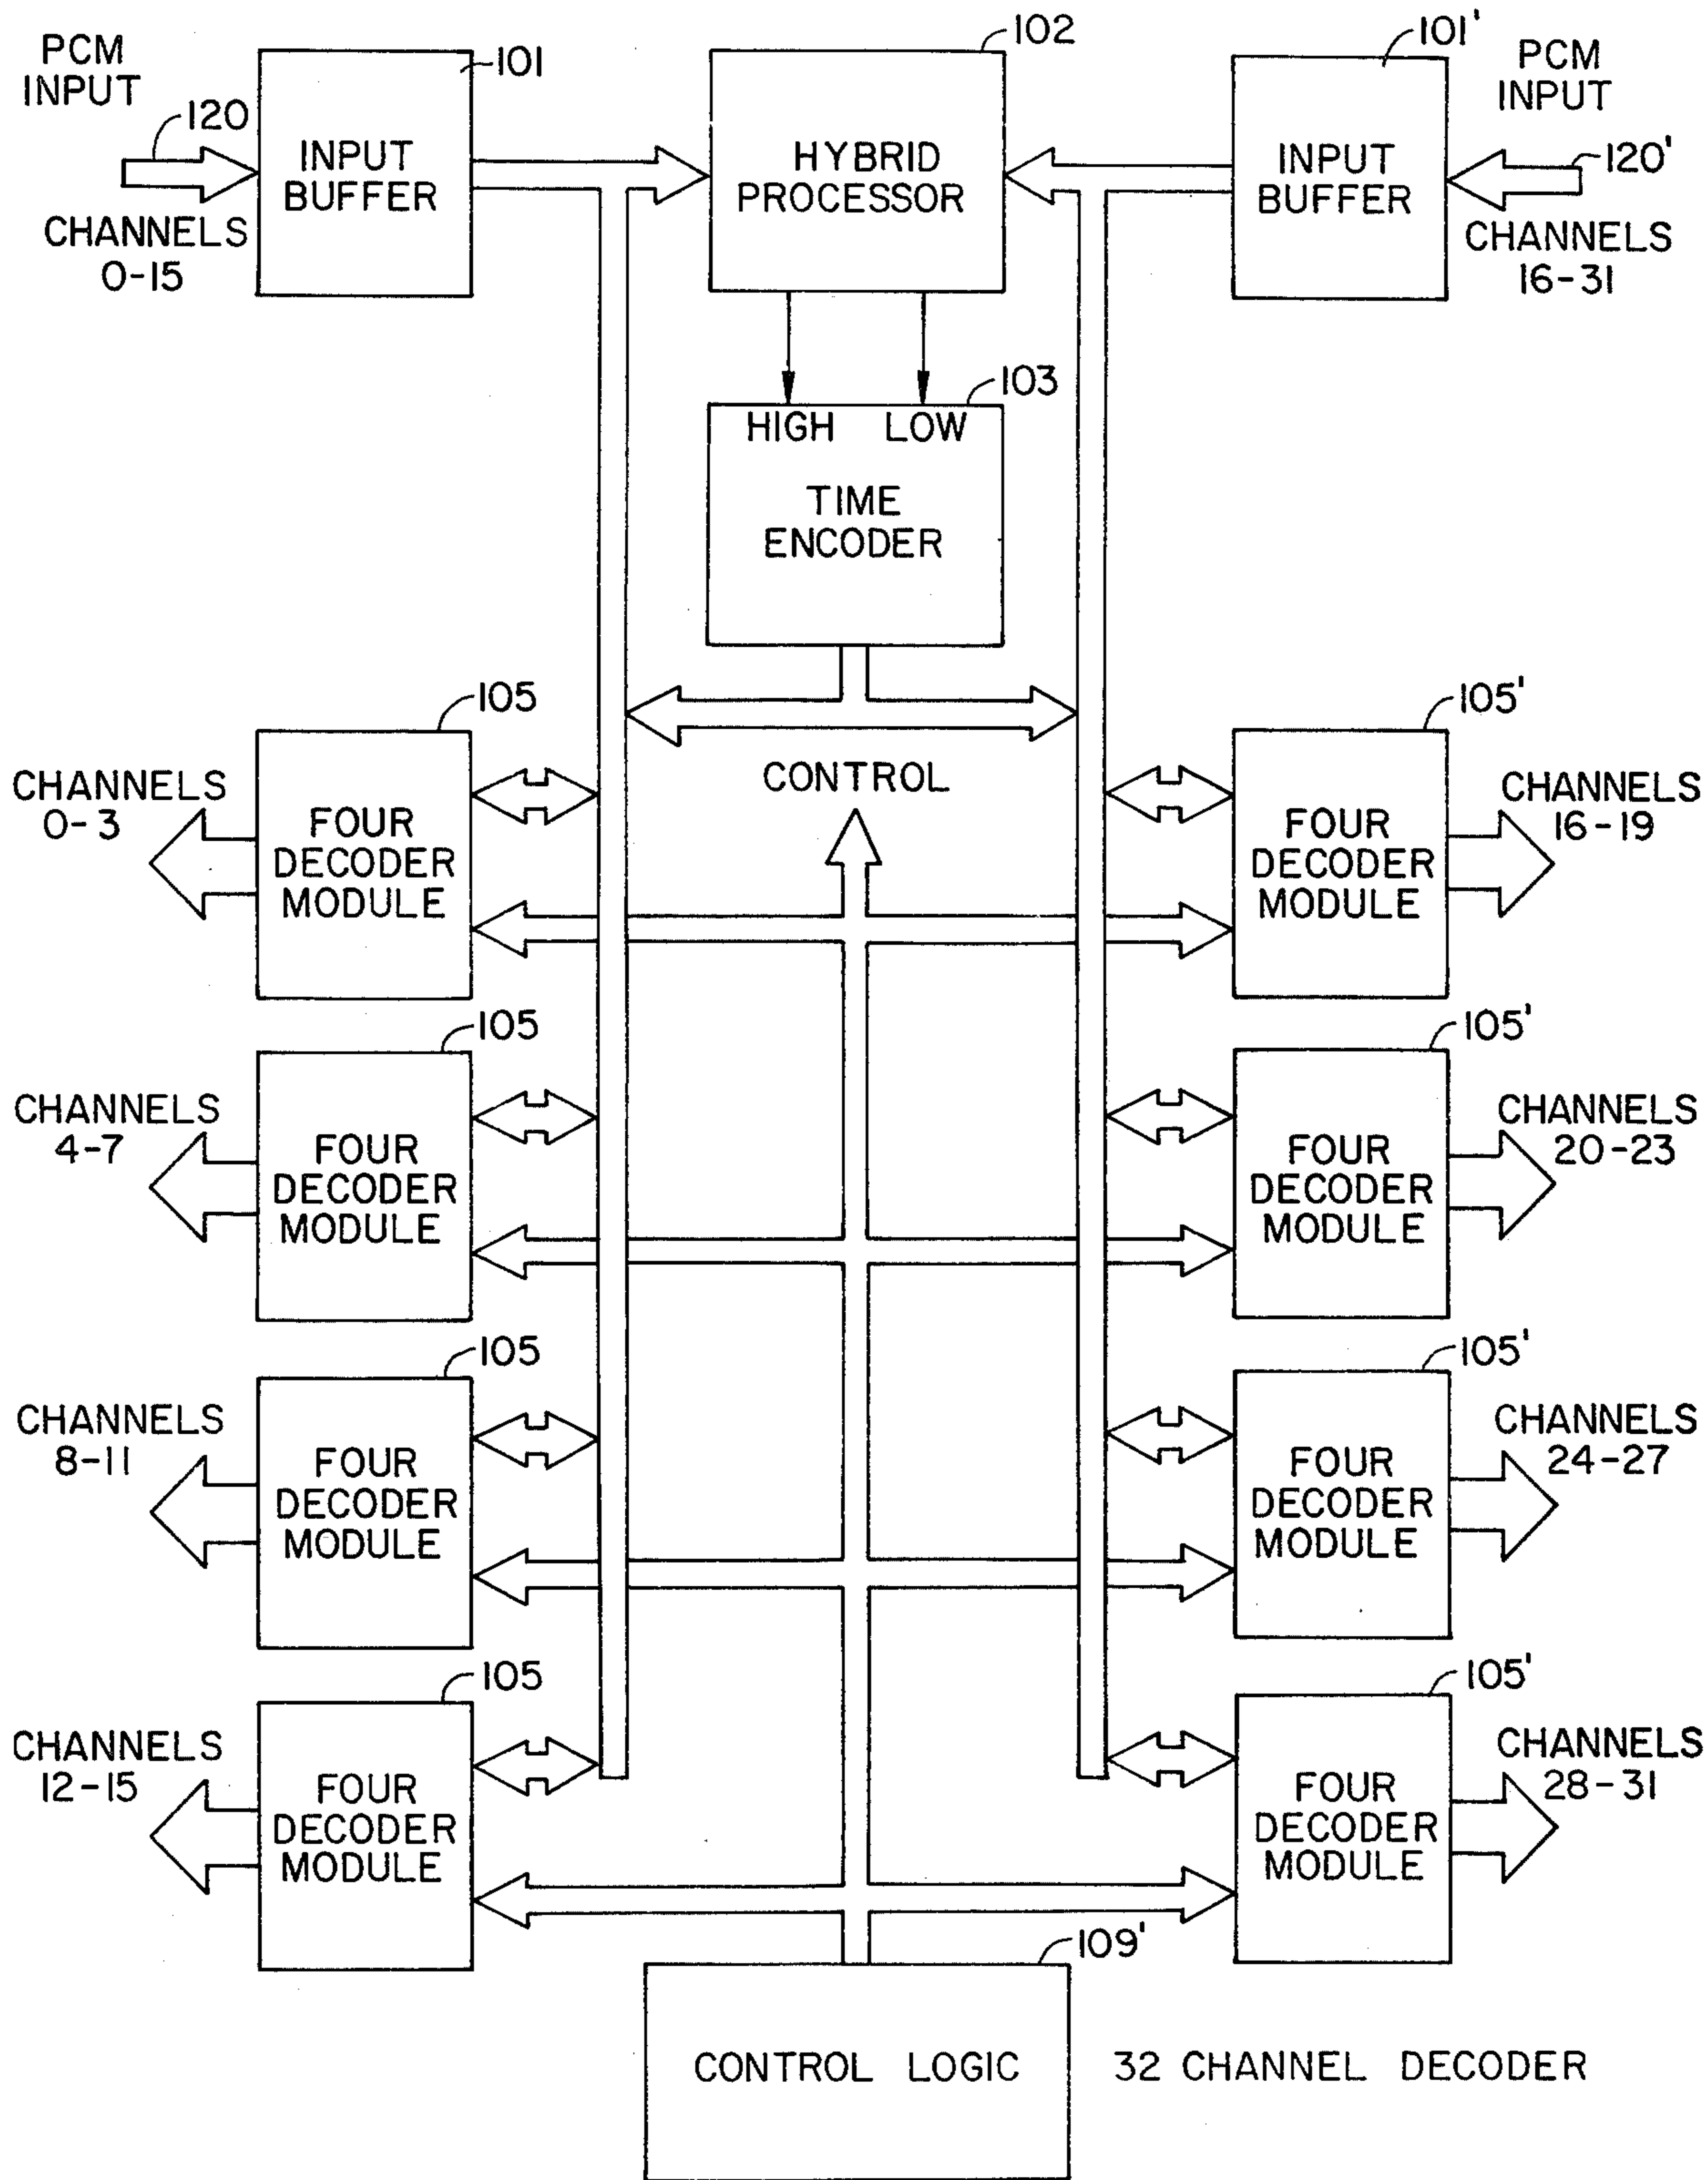 PCM
INPUT
120
CHANNELS
0-15
101
INPUT
BUFFER
102
HYBRID
PROCESSOR
101'
INPUT
BUFFER
PCM
INPUT
120'
CHANNELS
16-31
103
HIGH LOW
TIME
ENCODER
CONTROL
105
CHANNELS
0-3
FOUR
DECODER
MODULE
105'
FOUR
DECODER
MODULE
CHANNELS
16-19
105
CHANNELS
4-7
FOUR
DECODER
MODULE
105'
FOUR
DECODER
MODULE
CHANNELS
20-23
105
CHANNELS
8-11
FOUR
DECODER
MODULE
105'
FOUR
DECODER
MODULE
CHANNELS
24-27
105
CHANNELS
12-15
FOUR
DECODER
MODULE
105'
FOUR
DECODER
MODULE
CHANNELS
28-31
109'
CONTROL LOGIC
32 CHANNEL DECODER